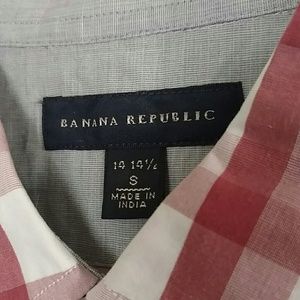 BANANA REPUBLIC
14 14½
S
MADE IN
INDIA